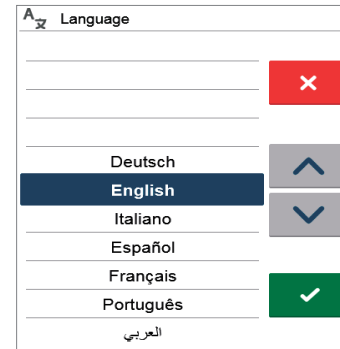 Language
Deutsch
English
Italiano
Español
Français
Português
العربي